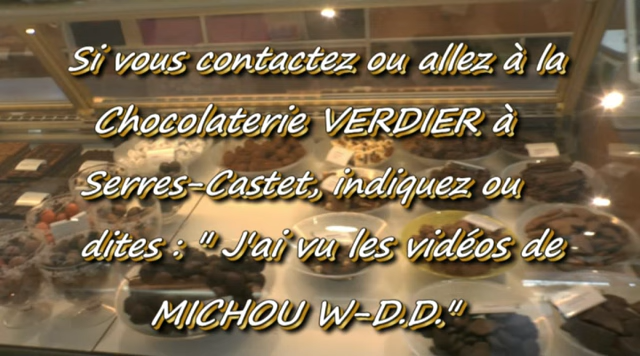 Si vous contactez ou allez à la
Chocolaterie VERDIER à
Serres-Castet, indiquez ou
dites : " J'ai vu les vidéos de
MICHOU W-D.D."